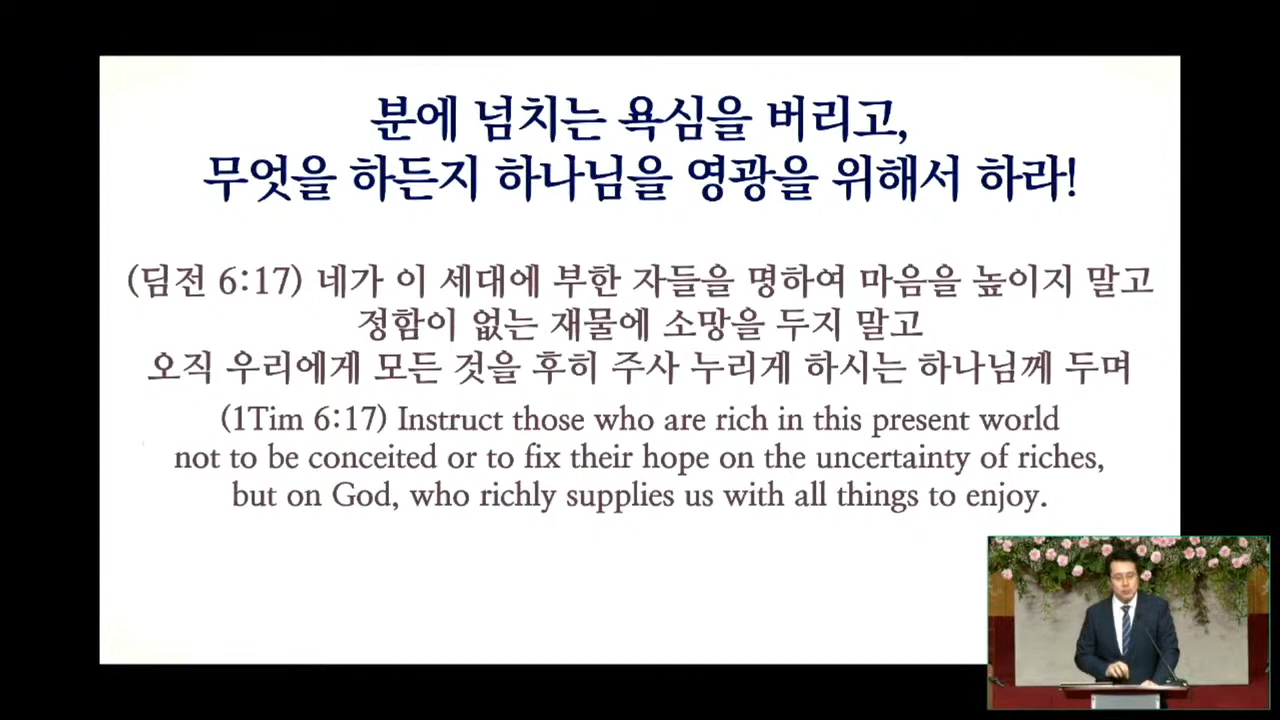 분에 넘치는 욕심을 버리고,
무엇을 하든지 하나님을 영광을 위해서 하라!
(딤전 6:17) 네가 이 세대에 부한 자들을 명하여 마음을 높이지 말고
정함이 없는 재물에 소망을 두지 말고
오직 우리에게 모든 것을 후히 주사 누리게 하시는 하나님께 두며
(1Tim 6:17) Instruct those who are rich in this present world
not to be conceited or to fix their hope on the uncertainty of riches,
but on God, who richly supplies us with all things to enjoy.